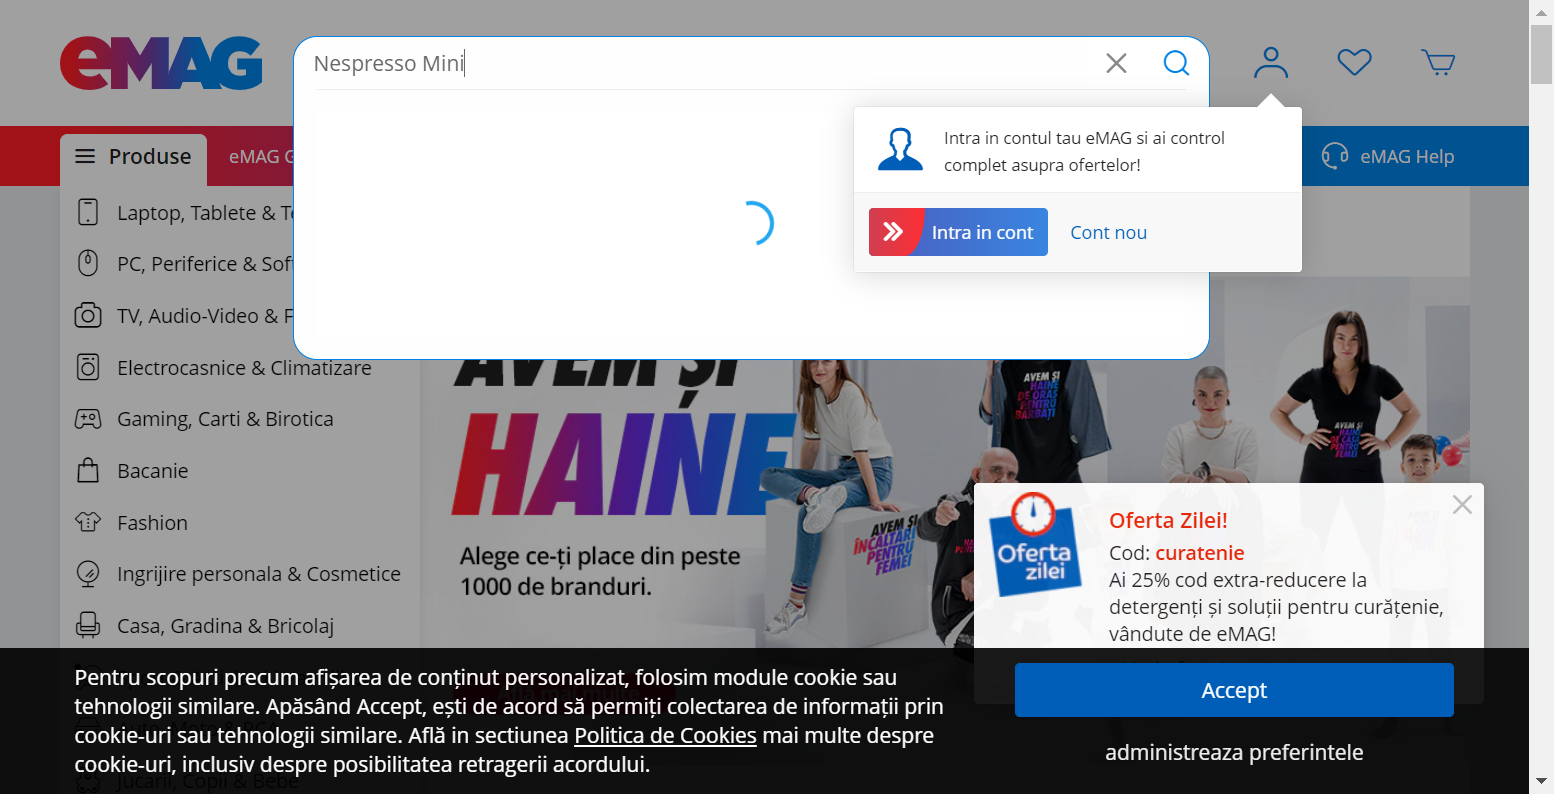 eMAG
Nespresso Mini
Intra in contul tau eMAG si ai control
complet asupra ofertelor!
Intra in cont
Cont nou
Produse
eMAG G
eMAG Help
Laptop, Tablete & Te
PC, Periferice & Soft
TV, Audio-Video & F
Electrocasnice & Climatizare
Gaming, Carti & Birotica
Bacanie
Fashion
Ingrijire personala & Cosmetice
Casa, Gradina & Bricolaj
Jucarii, Copii & Bebe
AVEM ȘI
HAINE
Alege ce-ți place din peste
1000 de branduri.
Află mai multe
AVEM ȘI
HAINE
DE ORAȘ
PENTRU
BĂRBAȚI
AVEM ȘI
HAINE
DE CASĂ
PENTRU
FEMEI
AVEM ȘI
ÎNCĂLȚĂRI
PENTRU
FEMEI
Oferta
zilei
Oferta Zilei!
Cod: curatenie
Ai 25% cod extra-reducere la
detergenți și soluții pentru curățenie,
vândute de eMAG!
Pentru scopuri precum afișarea de conținut personalizat, folosim module cookie sau
tehnologii similare. Apăsând Accept, ești de acord să permiți colectarea de informații prin
cookie-uri sau tehnologii similare. Află in sectiunea Politica de Cookies mai multe despre
cookie-uri, inclusiv despre posibilitatea retragerii acordului.
Accept
administreaza preferintele